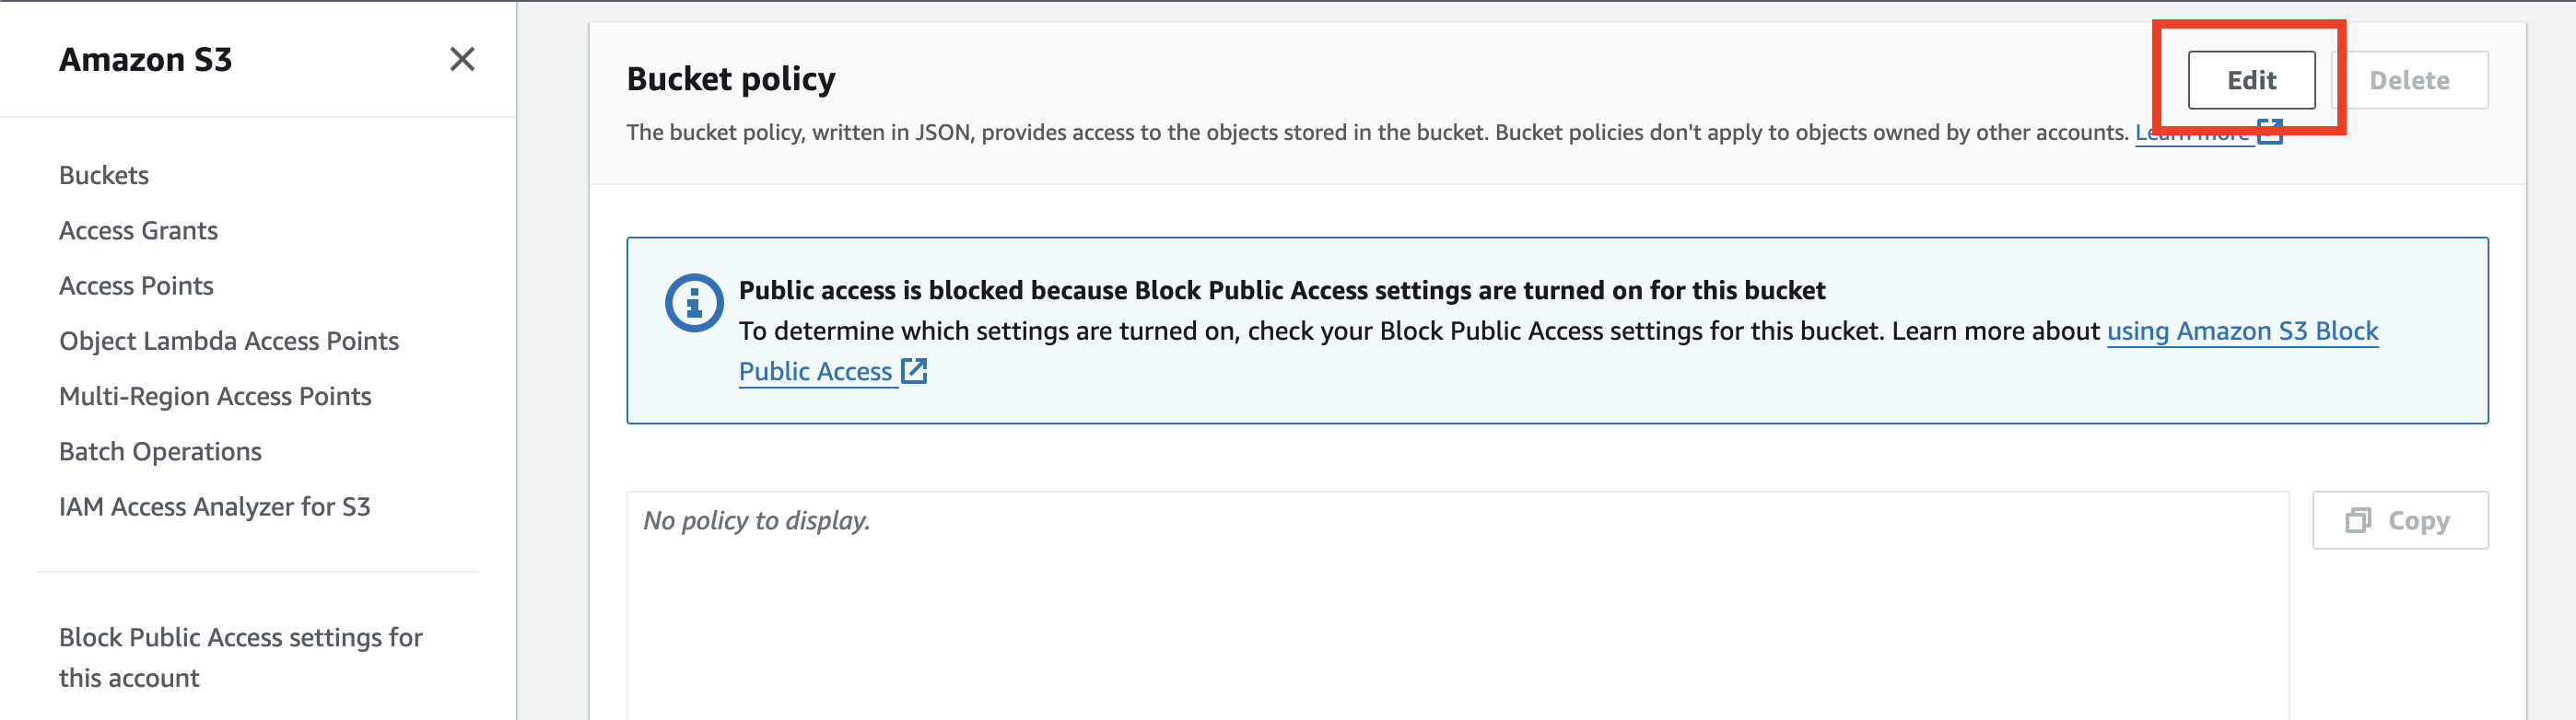 Amazon S3
Buckets
Access Grants
Access Points
Object Lambda Access Points
Multi-Region Access Points
Batch Operations
IAM Access Analyzer for S3
Block Public Access settings for
this account
Bucket policy
Edit
Delete
The bucket policy, written in JSON, provides access to the objects stored in the bucket. Bucket policies don't apply to objects owned by other accounts. Learn more
Public access is blocked because Block Public Access settings are turned on for this bucket
To determine which settings are turned on, check your Block Public Access settings for this bucket. Learn more about using Amazon S3 Block
Public Access
No policy to display.
Copy